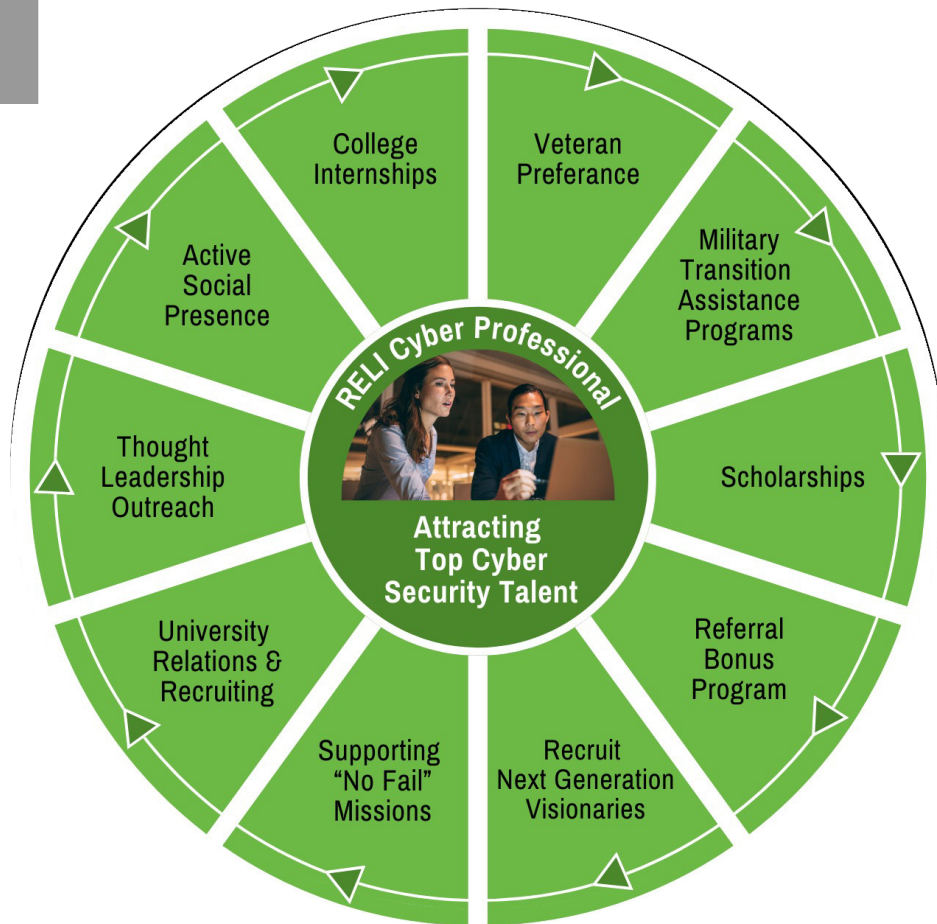 College
Internships
Veteran
Preferance
Military
Transition
Assistance
Programs
Scholarships
Referral
Bonus
Program
Recruit
Next Generation
Visionaries
Supporting
“No Fail”
Missions
University
Relations &
Recruiting
Thought
Leadership
Outreach
Active
Social
Presence
RELI Cyber Professional
Attracting
Top Cyber
Security Talent